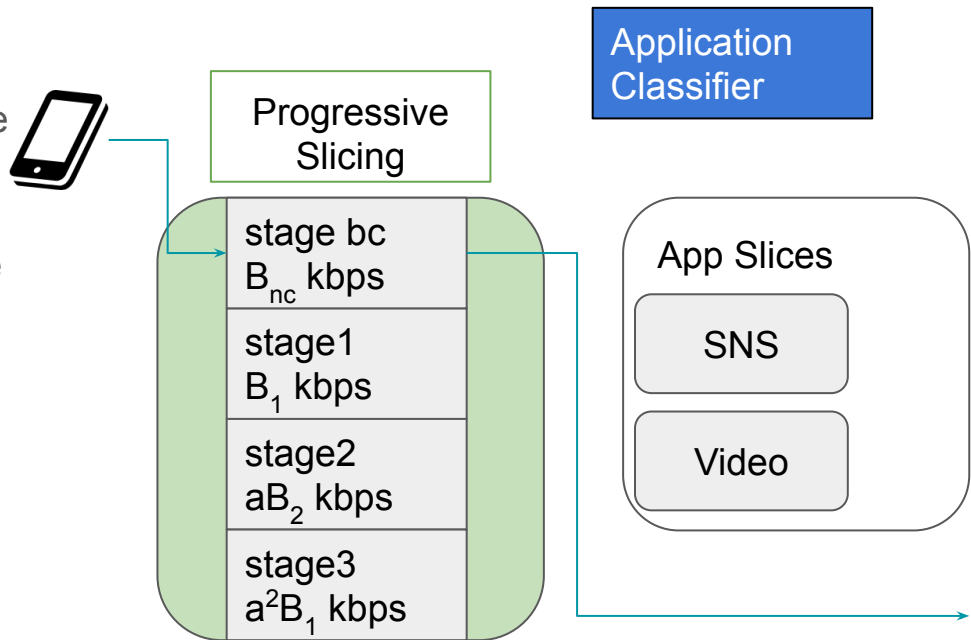 Application
Classifier
e
Progressive
Slicing
e
stage bc
B_nc kbps
stage1
B_1 kbps
stage2
aB_2 kbps
stage3
a²B_1 kbps
App Slices
SNS
Video